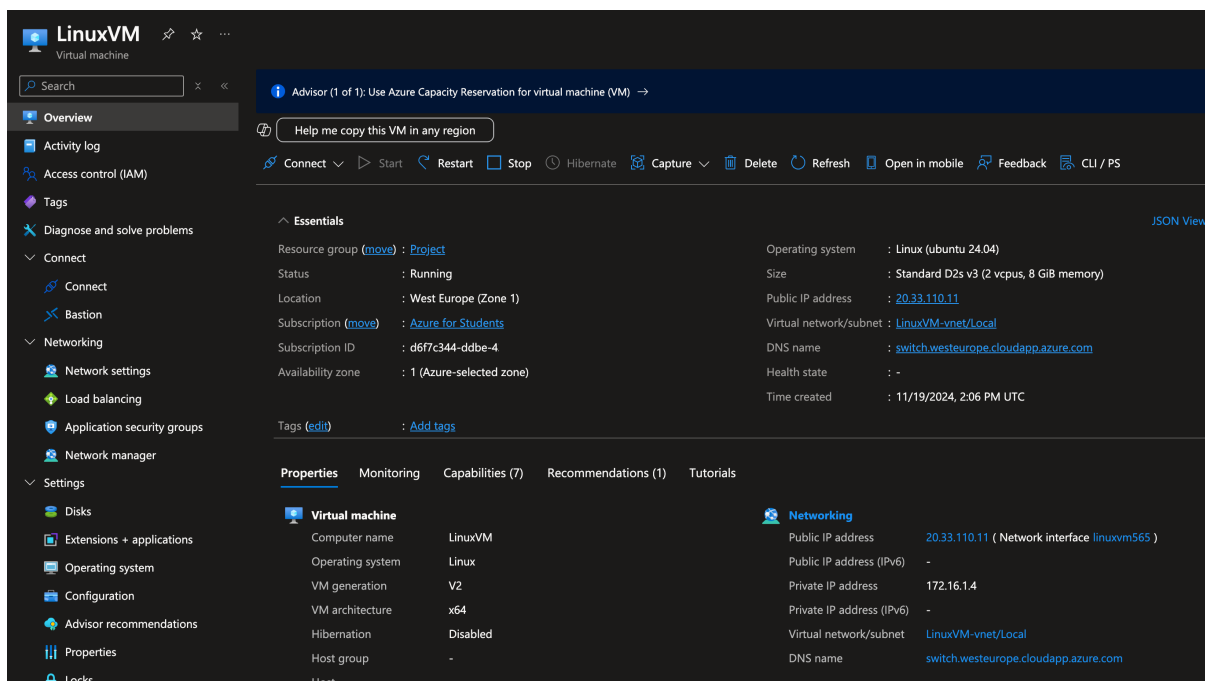 LinuxVM
Virtual machine
Search
Overview
Activity log
Access control (IAM)
Tags
Diagnose and solve problems
Connect
Connect
Bastion
Networking
Network settings
Load balancing
Application security groups
Network manager
Settings
Disks
Extensions + applications
Operating system
Configuration
Advisor recommendations
Properties
Locks
Advisor (1 of 1): Use Azure Capacity Reservation for virtual machine (VM) →
Help me copy this VM in any region
Connect Start Restart Stop Hibernate Capture Delete Refresh Open in mobile Feedback CLI / PS
Essentials
JSON View
Resource group (move) : Project
Status : Running
Location : West Europe (Zone 1)
Subscription (move) : Azure for Students
Subscription ID : d6f7c344-ddbe-4
Availability zone : 1 (Azure-selected zone)
Operating system : Linux (ubuntu 24.04)
Size : Standard D2s v3 (2 vcpus, 8 GiB memory)
Public IP address : 20.33.110.11
Virtual network/subnet : LinuxVM-vnet/Local
DNS name : switch.westeurope.cloudapp.azure.com
Health state : -
Time created : 11/19/2024, 2:06 PM UTC
Tags (edit) : Add tags
Properties Monitoring Capabilities (7) Recommendations (1) Tutorials
Virtual machine
Computer name LinuxVM
Operating system Linux
VM generation V2
VM architecture x64
Hibernation Disabled
Host group -
Host
Networking
Public IP address 20.33.110.11 ( Network interface linuxvm565 )
Public IP address (IPv6) -
Private IP address 172.16.1.4
Private IP address (IPv6) -
Virtual network/subnet LinuxVM-vnet/Local
DNS name switch.westeurope.cloudapp.azure.com